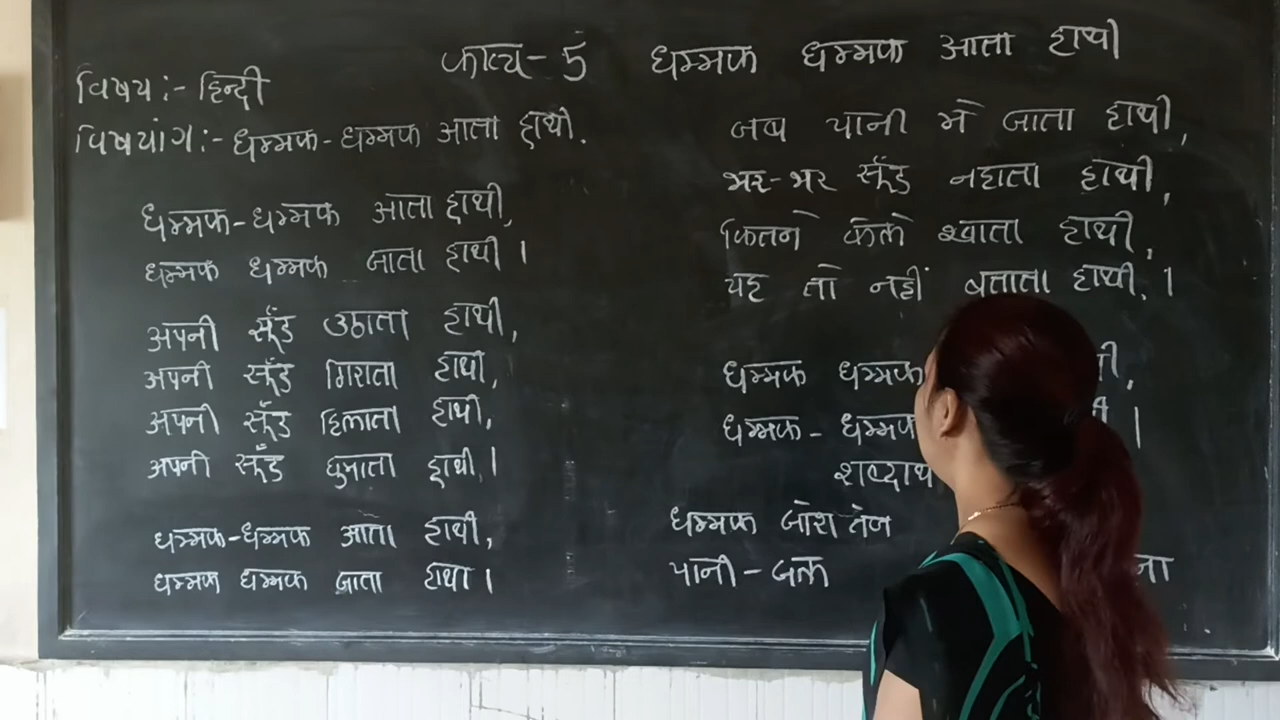 काव्य-5 धम्मक धम्मक आता हाथी
विषय:- हिन्दी
विषयांग:- धम्मक-धम्मक आता हाथी.
धम्मक-धम्मक आता हाथी,
धम्मक धम्मक जाता हाथी।
अपनी सूँड उठाता हाथी,
अपनी सूँड गिराता हाथी,
अपनी सूँड हिलाता हाथी,
अपनी सूँड घुमाता हाथी,।
धम्मक-धम्मक आता हाथी,
धम्मक धम्मक जाता हाथी।
जब पानी में जाता हाथी,
भर-भर सूँड नहाता हाथी,
कितने केले खाता हाथी,
यह तो नहीं बताता हाथी.।
धम्मक धम्मक
धम्मक- धम्मक
धम्मक जोश तेज
पानी-जल